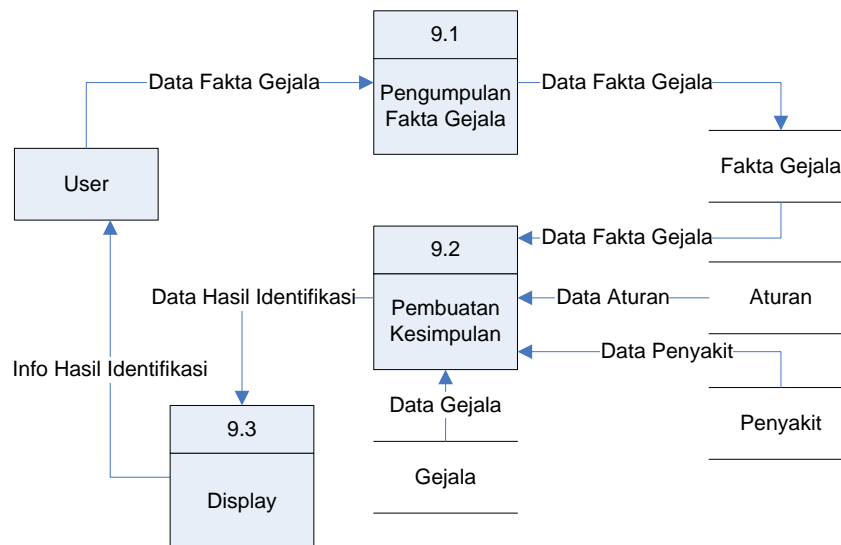 9.1
Data Fakta Gejala
Pengumpulan
Fakta Gejala
Data Fakta Gejala
Fakta Gejala
User
9.2
Data Fakta Gejala
Data Hasil Identifikasi
Pembuatan
Kesimpulan
Data Aturan
Aturan
Data Penyakit
Info Hasil Identifikasi
Data Gejala
Penyakit
9.3
Gejala
Display